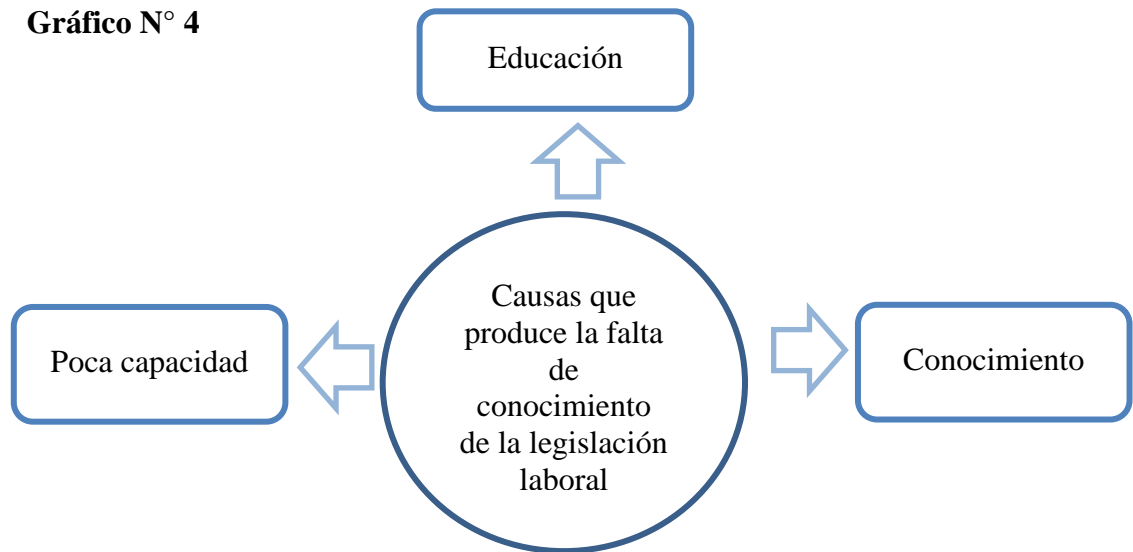 Gráfico N° 4
Educación
Poca capacidad
Causas que
produce la falta
de
conocimiento
de la legislación
laboral
Conocimiento